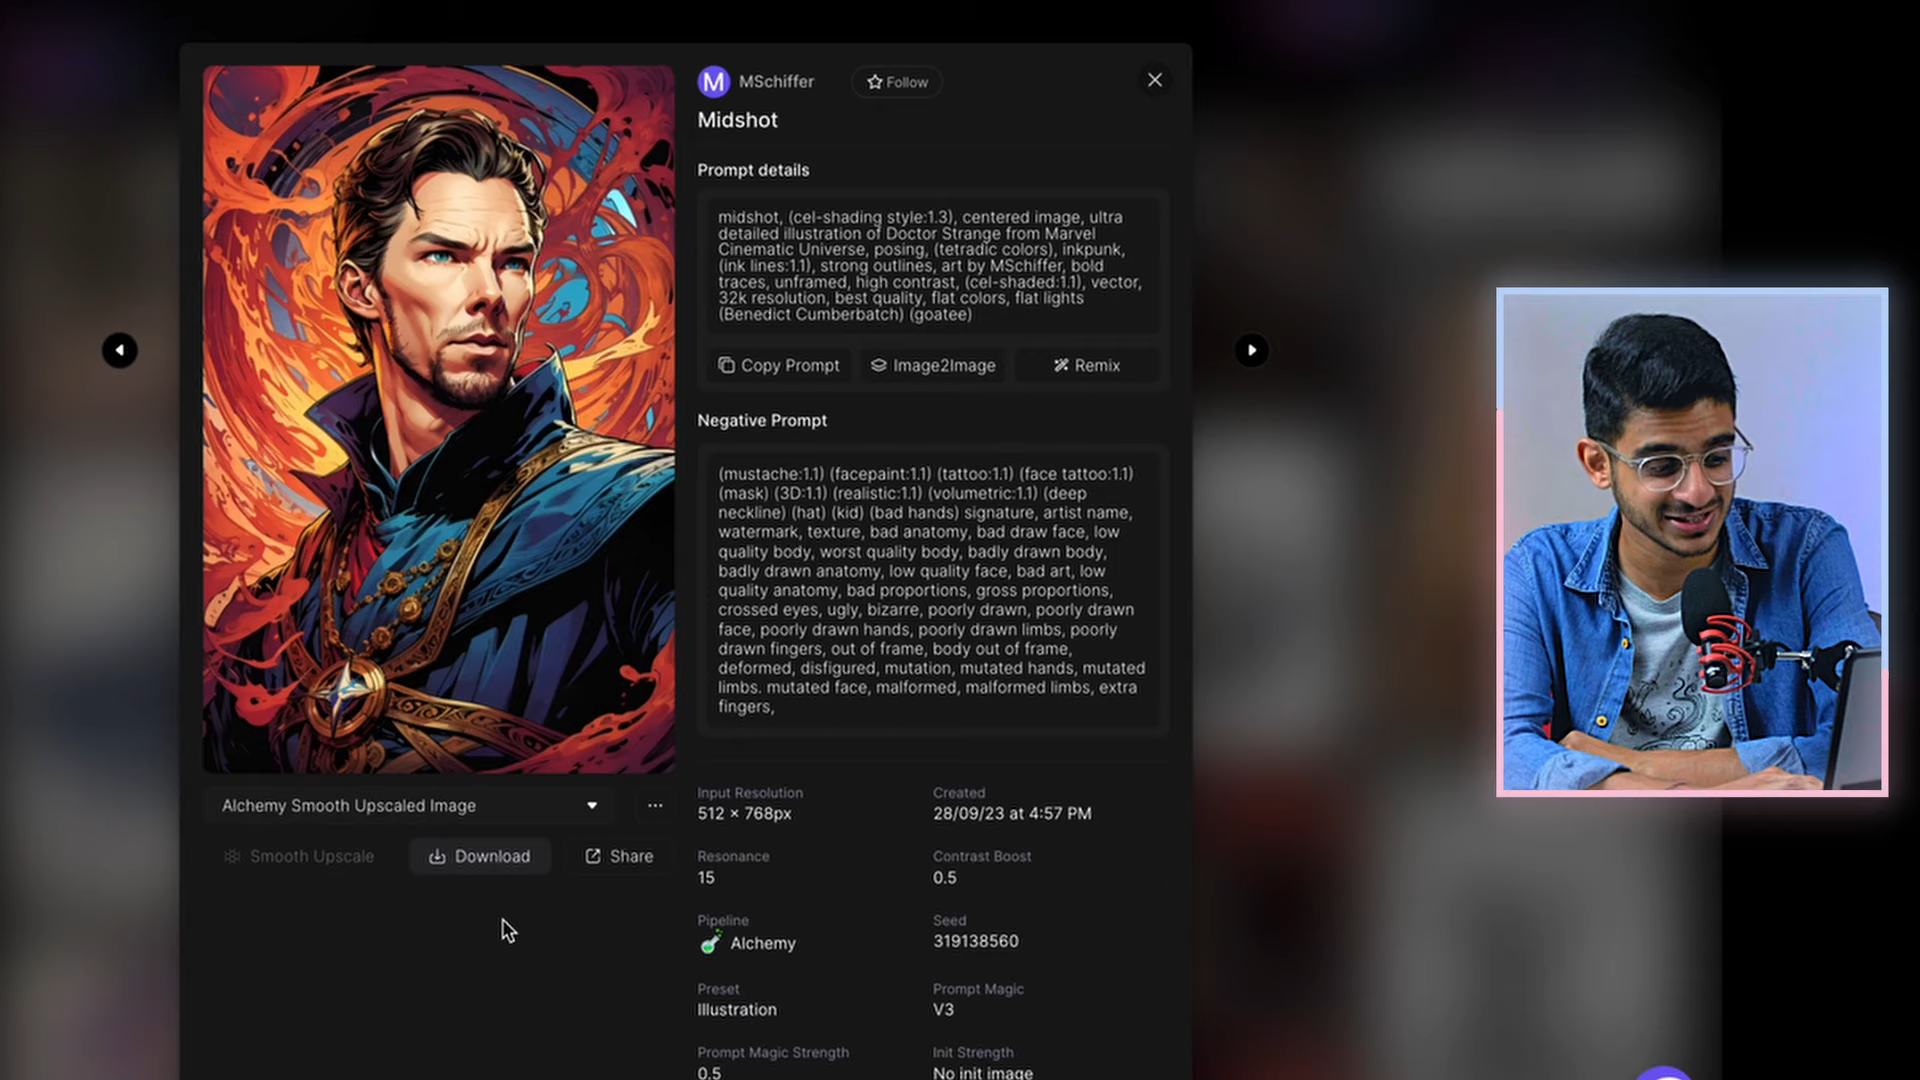 M MSchiffer
Follow
Midshot
Prompt details
midshot, (cel-shading style:1.3), centered image, ultra
detailed illustration of Doctor Strange from Marvel
Cinematic Universe, posing, (tetradic colors), inkpunk,
(ink lines:1.1), strong outlines, art by MSchiffer, bold
traces, unframed, high contrast, (cel-shaded:1.1), vector,
32k resolution, best quality, flat colors, flat lights
(Benedict Cumberbatch) (goatee)
Copy Prompt
Image2Image
Remix
Negative Prompt
(mustache:1.1) (facepaint:1.1) (tattoo:1.1) (face tattoo:1.1)
(mask) (3D:1.1) (realistic:1.1) (volumetric:1.1) (deep
neckline) (hat) (kid) (bad hands) signature, artist name,
watermark, texture, bad anatomy, bad draw face, low
quality body, worst quality body, badly drawn body,
badly drawn anatomy, low quality face, bad art, low
quality anatomy, bad proportions, gross proportions,
crossed eyes, ugly, bizarre, poorly drawn, poorly drawn
face, poorly drawn hands, poorly drawn limbs, poorly
drawn fingers, out of frame, body out of frame,
deformed, disfigured, mutation, mutated hands, mutated
limbs. mutated face, malformed, malformed limbs, extra
fingers,
Alchemy Smooth Upscaled Image
Smooth Upscale
Download
Share
Input Resolution
512 × 768px
Created
28/09/23 at 4:57 PM
Resonance
15
Contrast Boost
0.5
Pipeline
Alchemy
Seed
319138560
Preset
Illustration
Prompt Magic
V3
Prompt Magic Strength
0.5
Init Strength
No init image